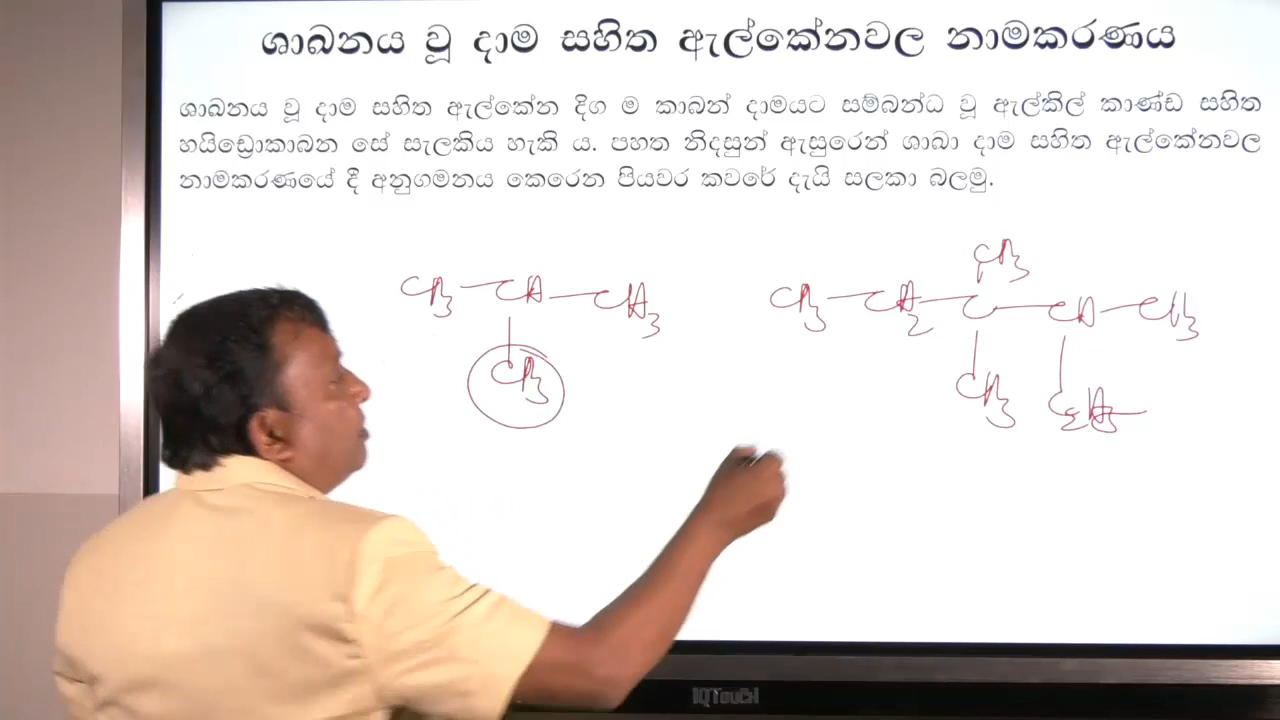 ශාඛනය වූ දාම සහිත ඇල්කේනවල නාමකරණය
ශාඛනය වූ දාම සහිත ඇල්කේන දිග ම කාබන් දාමයට සම්බන්ධ වූ ඇල්කිල් කාණ්ඩ සහිත
හයිඩ්‍රොකාබන සේ සැලකිය හැකි ය. පහත නිදසුන් ඇසුරෙන් ශාඛා දාම සහිත ඇල්කේනවල
නාමකරණයේ දී අනුගමනය කෙරෙන පියවර කවරේ දැයි සලකා බලමු.
CH3
CH3 — CH — CH3
CH3 — CH2 — C — CH — CH3
CH3
CH3
IQTouCH